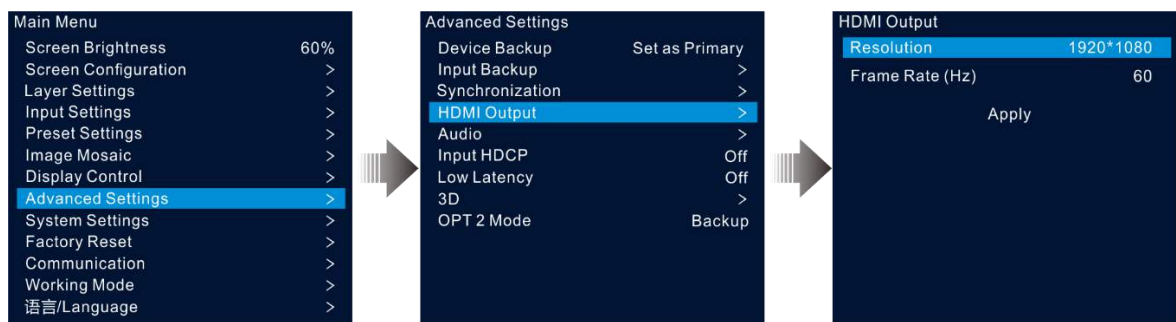 Main Menu
Screen Brightness 60%
Screen Configuration >
Layer Settings >
Input Settings >
Preset Settings >
Image Mosaic >
Display Control >
Advanced Settings >
System Settings >
Factory Reset >
Communication >
Working Mode >
语言/Language >
Advanced Settings
Device Backup Set as Primary
Input Backup >
Synchronization >
HDMI Output >
Audio >
Input HDCP Off
Low Latency Off
3D >
OPT 2 Mode Backup
HDMI Output
Resolution 1920*1080
Frame Rate (Hz) 60
Apply